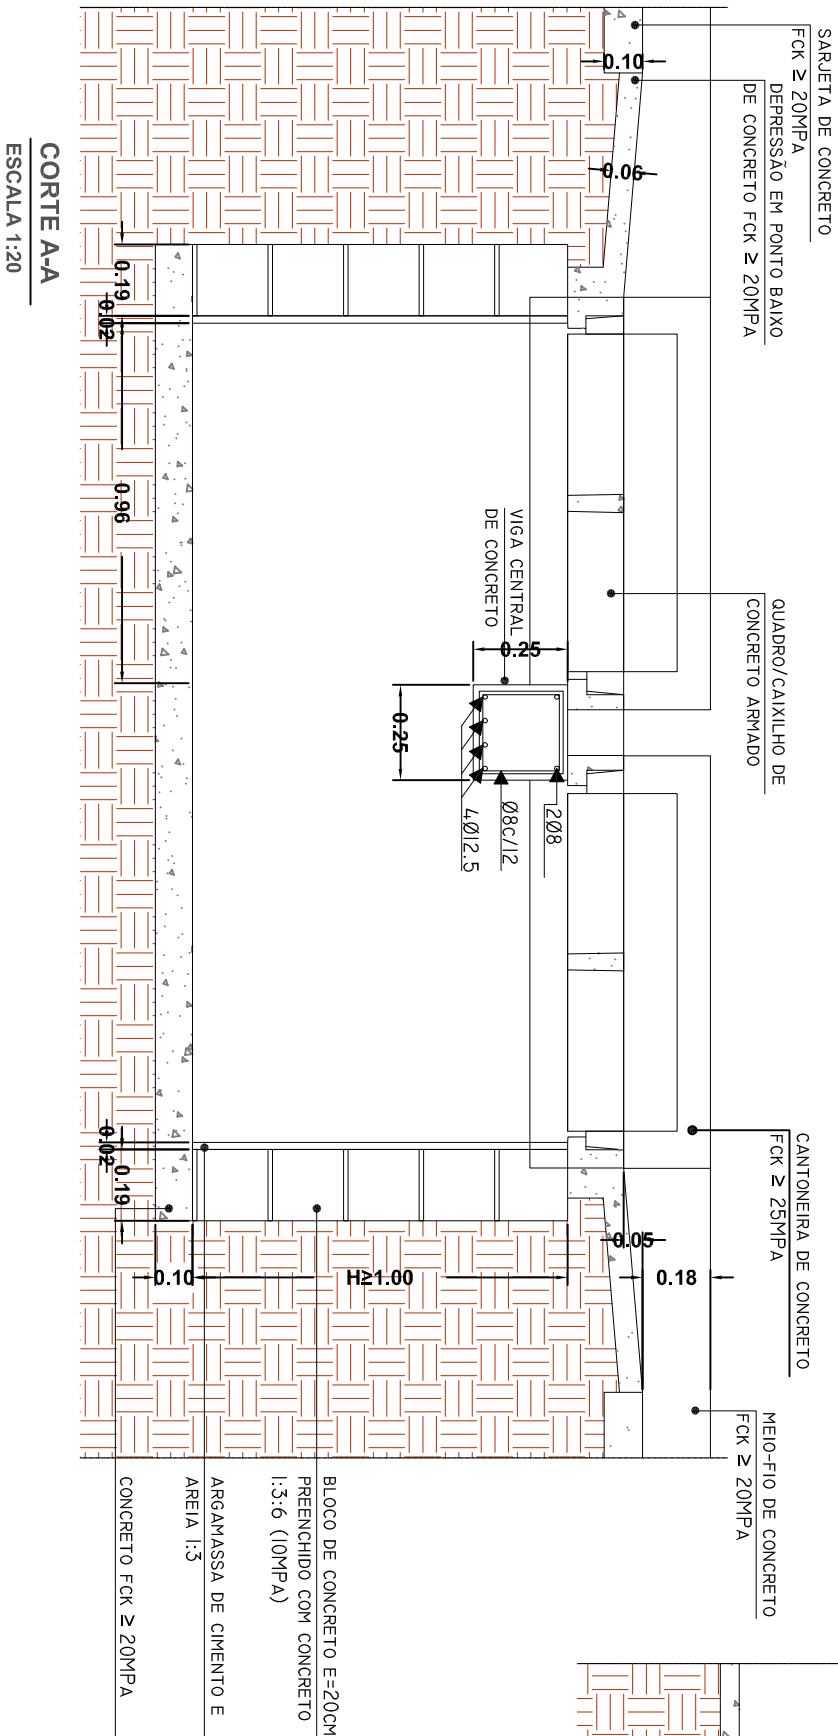 SARJETA DE CONCRETO
FCK ≥ 20MPA
DEPRESSÃO EM PONTO BAIXO
DE CONCRETO FCK ≥ 20MPA
QUADRO/CAIXILHO DE
CONCRETO ARMADO
CANTONEIRA DE CONCRETO
FCK ≥ 25MPA
MEIO-FIO DE CONCRETO
FCK ≥ 20MPA
0.10
0.06
0.05
0.18
VIGA CENTRAL
DE CONCRETO
0.25
0.25
2Ø8
Ø8C/12
4Ø12.5
H≥1.00
0.10
0.19
0.02
0.96
0.02
0.19
BLOCO DE CONCRETO E=20CM
PREENCHIDO COM CONCRETO
1:3:6 (10MPA)
ARGAMASSA DE CIMENTO E
AREIA 1:3
CONCRETO FCK ≥ 20MPA
CORTE A-A
ESCALA 1:20